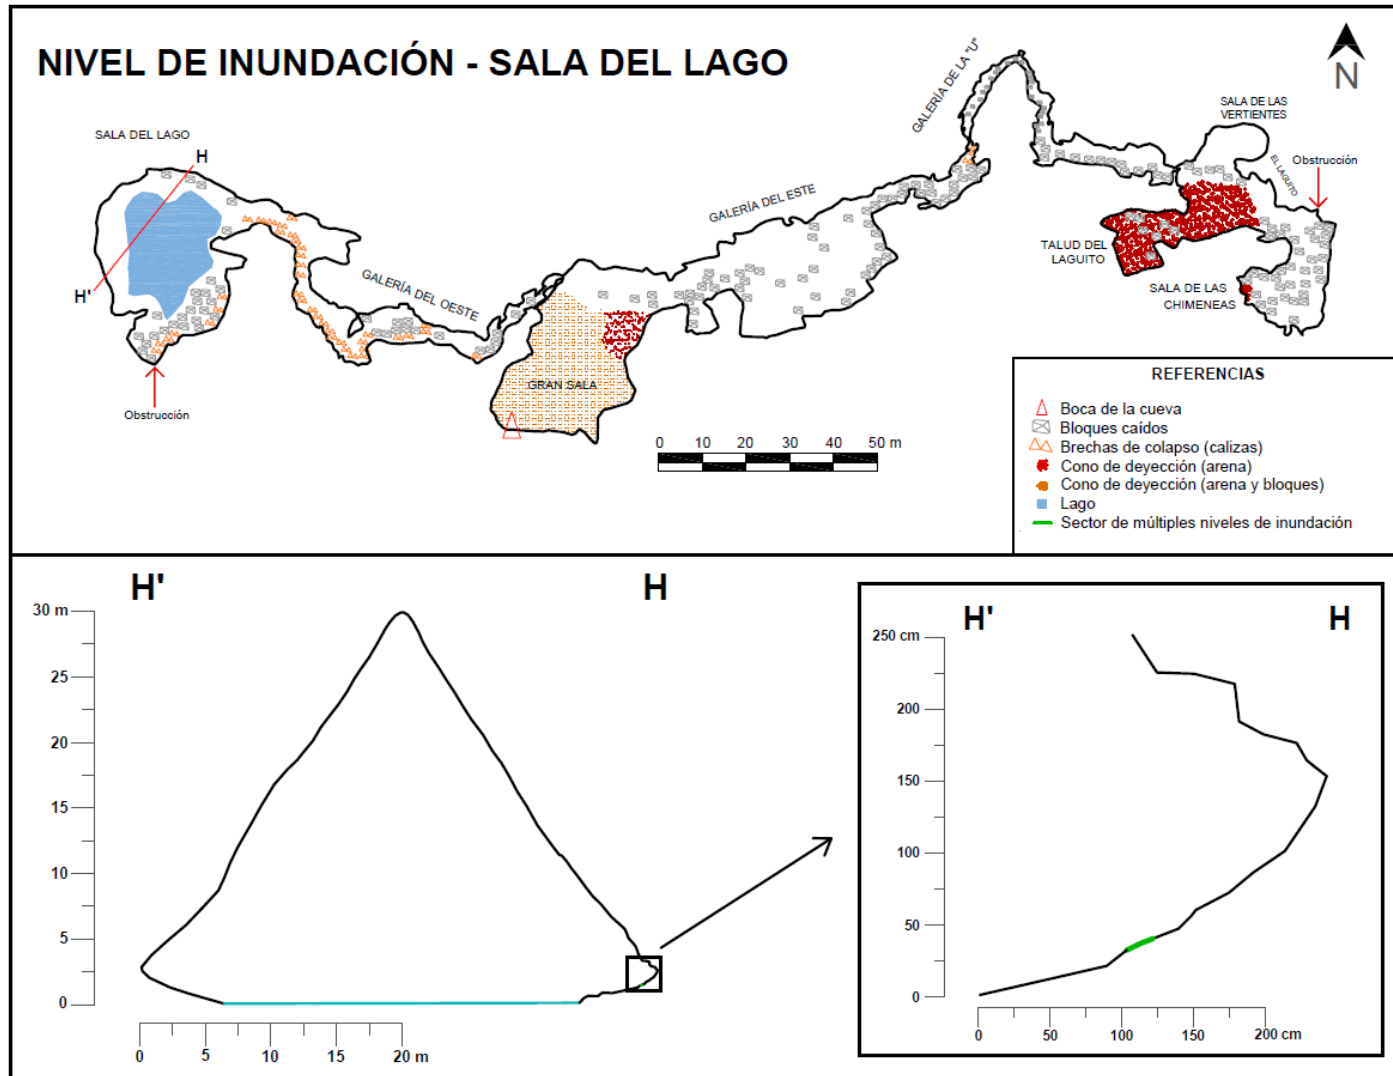 NIVEL DE INUNDACIÓN - SALA DEL LAGO
N
GALERÍA DE LA "U"
SALA DE LAS
VERTIENTES
EL LAGUITO
Obstrucción
SALA DEL LAGO
H
H'
GALERÍA DEL ESTE
TALUD DEL
LAGUITO
SALA DE LAS
CHIMENEAS
GALERÍA DEL OESTE
GRAN SALA
Obstrucción
0 10 20 30 40 50 m
REFERENCIAS
Boca de la cueva
Bloques caídos
Brechas de colapso (calizas)
Cono de deyección (arena)
Cono de deyección (arena y bloques)
Lago
Sector de múltiples niveles de inundación
H' H
30 m
25
20
15
10
5
0
0 5 10 15 20 m
H' H
250 cm
200
150
100
50
0
0 50 100 150 200 cm